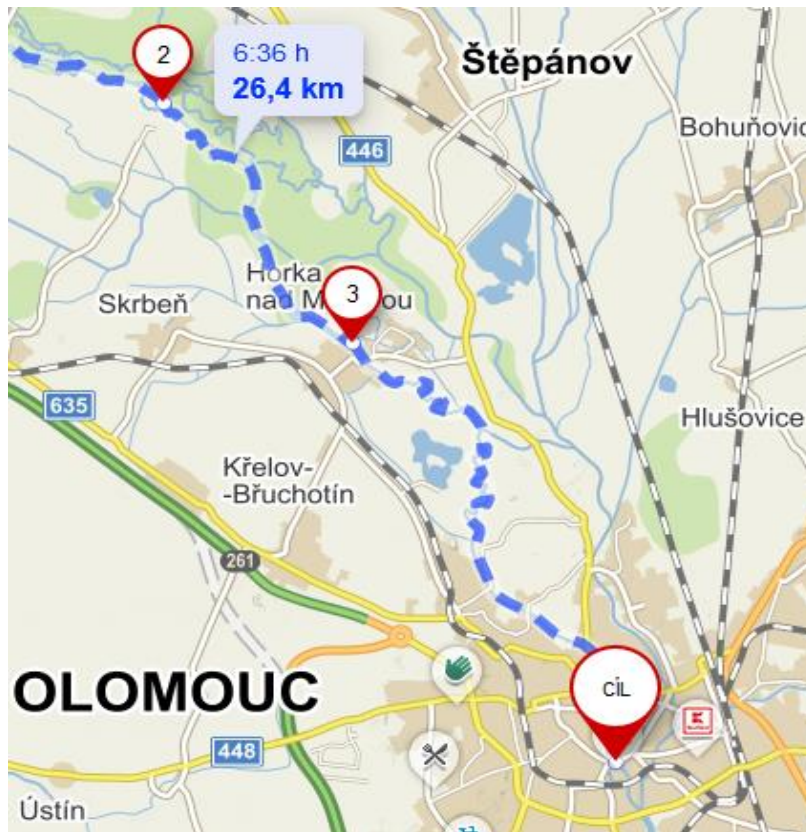 2
6:36 h
26,4 km
Štěpánov
Bohuňovic
446
Horka
nad M ou
3
Skrbeň
635
Hlušovice
Křelov-
-Břuchotín
261
OLOMOUC
CÍL
K
448
Ústín